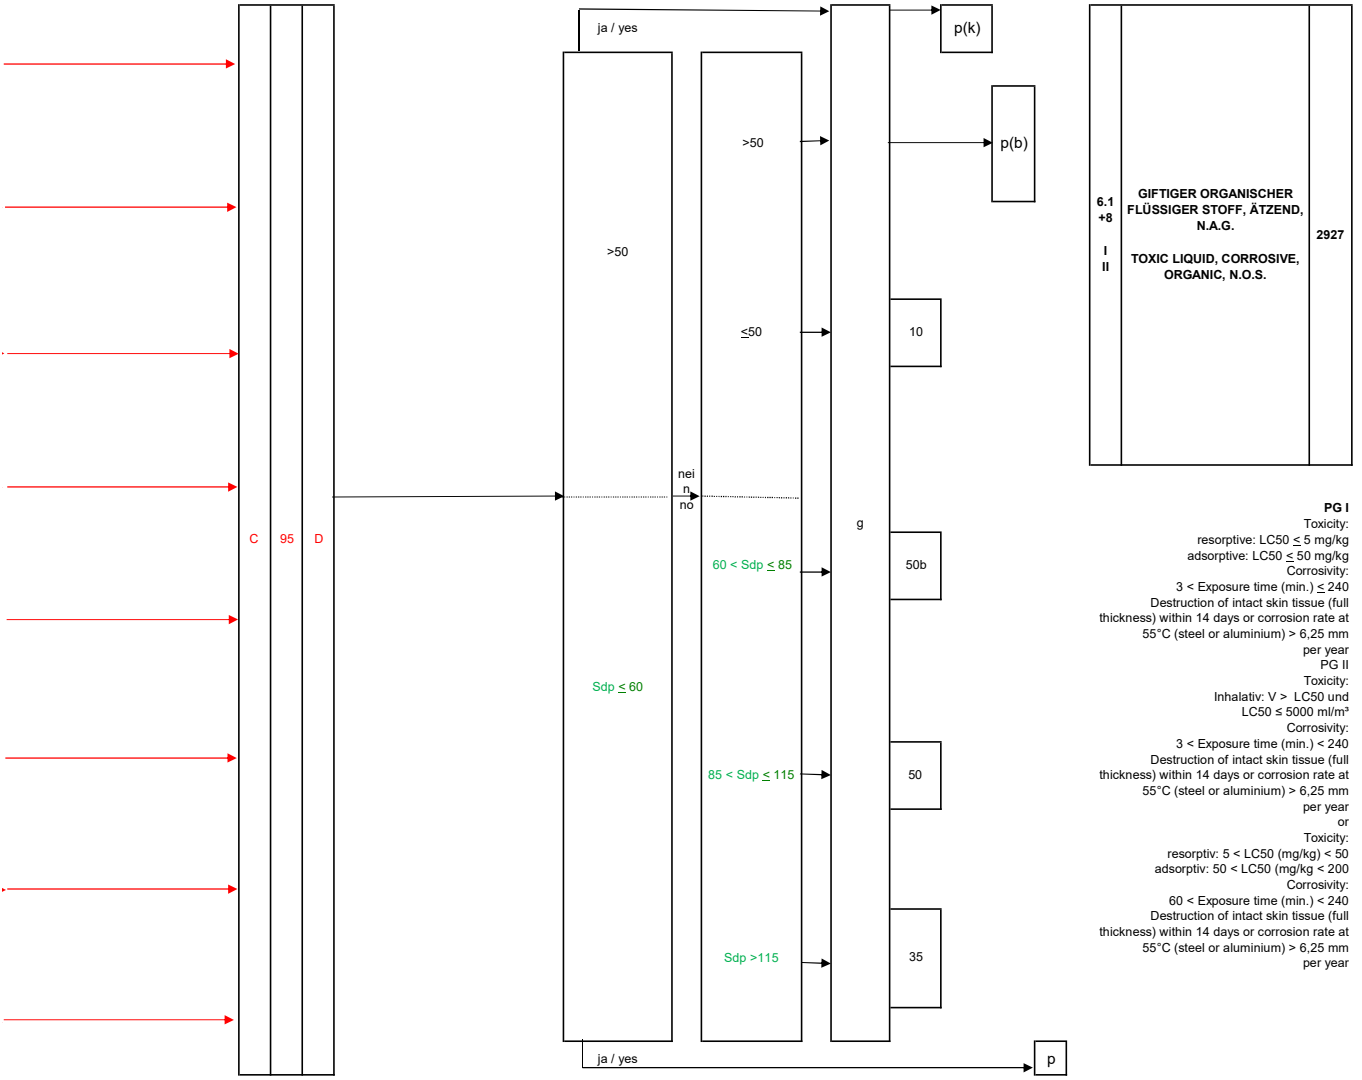 ja / yes
p(k)
>50
p(b)
>50
≤50
10
6.1
+8
I
II
GIFTIGER ORGANISCHER
FLÜSSIGER STOFF, ÄTZEND,
N.A.G.
TOXIC LIQUID, CORROSIVE,
ORGANIC, N.O.S.
2927
nei
n
no
C
95
D
g
60 < Sdp ≤ 85
50b
Sdp ≤ 60
85 < Sdp ≤ 115
50
Sdp >115
35
ja / yes
p
PG I
Toxicity:
resorptive: LC50 ≤ 5 mg/kg
adsorptive: LC50 ≤ 50 mg/kg
Corrosivity:
3 < Exposure time (min.) ≤ 240
Destruction of intact skin tissue (full
thickness) within 14 days or corrosion rate at
55°C (steel or aluminium) > 6,25 mm
per year
PG II
Toxicity:
Inhalativ: V > LC50 und
LC50 ≤ 5000 ml/m³
Corrosivity:
3 < Exposure time (min.) < 240
Destruction of intact skin tissue (full
thickness) within 14 days or corrosion rate at
55°C (steel or aluminium) > 6,25 mm
per year
or
Toxicity:
resorptiv: 5 < LC50 (mg/kg) < 50
adsorptiv: 50 < LC50 (mg/kg < 200
Corrosivity:
60 < Exposure time (min.) < 240
Destruction of intact skin tissue (full
thickness) within 14 days or corrosion rate at
55°C (steel or aluminium) > 6,25 mm
per year